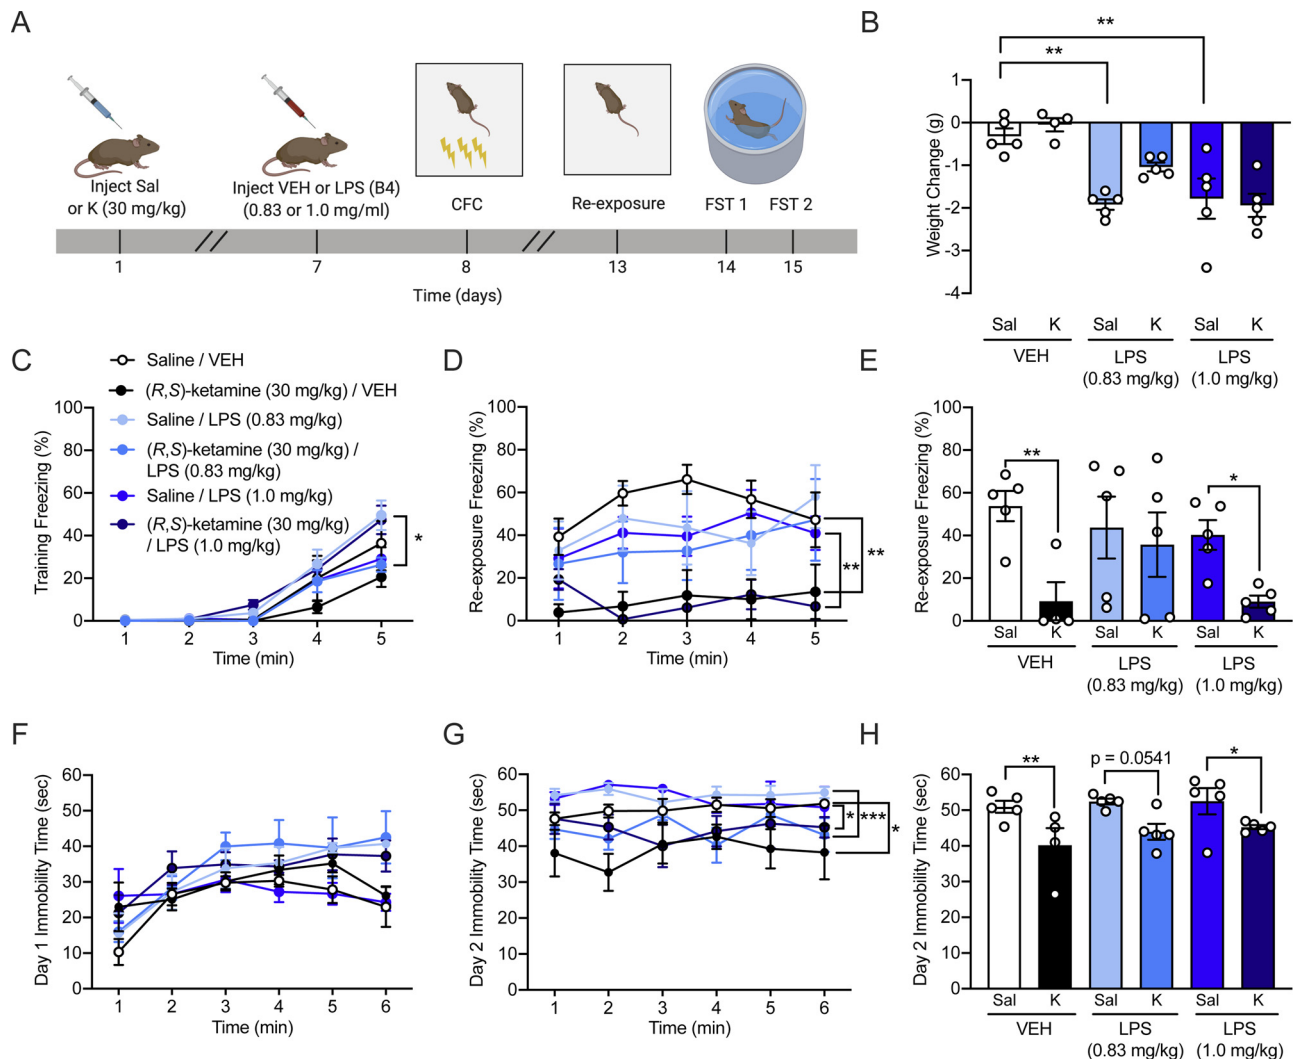 A
Inject Sal
or K (30 mg/kg)
Inject VEH or LPS (B4)
(0.83 or 1.0 mg/ml)
CFC
Re-exposure
FST 1
FST 2
1
7
8
13
14
15
Time (days)
B
**
**
Weight Change (g)
1
0
-1
-2
-3
-4
Sal K Sal K Sal K
VEH
LPS
(0.83 mg/kg)
LPS
(1.0 mg/kg)
C
Saline / VEH
(R,S)-ketamine (30 mg/kg) / VEH
Saline / LPS (0.83 mg/kg)
(R,S)-ketamine (30 mg/kg) /
LPS (0.83 mg/kg)
Saline / LPS (1.0 mg/kg)
(R,S)-ketamine (30 mg/kg)
/ LPS (1.0 mg/kg)
Training Freezing (%)
100
80
60
40
20
0
*
1 2 3 4 5
Time (min)
D
Re-exposure Freezing (%)
100
80
60
40
20
0
**
**
1 2 3 4 5
Time (min)
E
Re-exposure Freezing (%)
100
80
60
40
20
0
**
*
Sal K Sal K Sal K
VEH
LPS
(0.83 mg/kg)
LPS
(1.0 mg/kg)
F
Day 1 Immobility Time (sec)
60
50
40
30
20
10
0
1 2 3 4 5 6
Time (min)
G
Day 2 Immobility Time (sec)
60
50
40
30
20
10
0
* *** *
1 2 3 4 5 6
Time (min)
H
Day 2 Immobility Time (sec)
60
50
40
30
20
10
0
**
p = 0.0541
*
Sal K Sal K Sal K
VEH
LPS
(0.83 mg/kg)
LPS
(1.0 mg/kg)